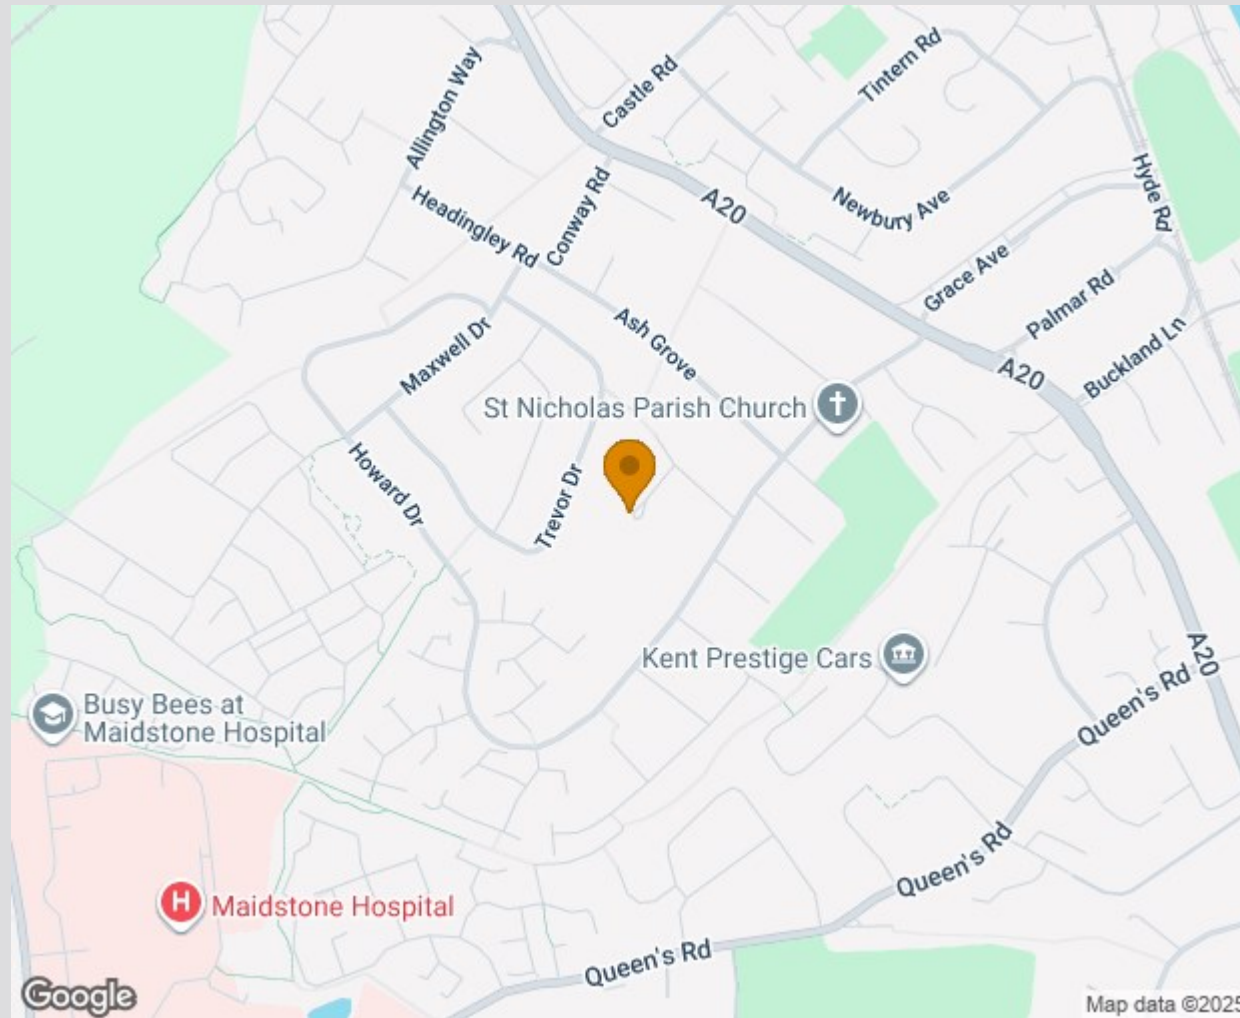 Allington Way
Castle Rd
Tintern Rd
Headingley Rd
Conway Rd
A20
Newbury Ave
Hyde Rd
Grace Ave
Palmar Rd
Buckland Ln
Maxwell Dr
Ash Grove
A20
St Nicholas Parish Church
Howard Dr
Trevor Dr
Kent Prestige Cars
A20
Queen's Rd
Busy Bees at
Maidstone Hospital
Queen's Rd
H
Maidstone Hospital
Queen's Rd
Google
Map data ©2025